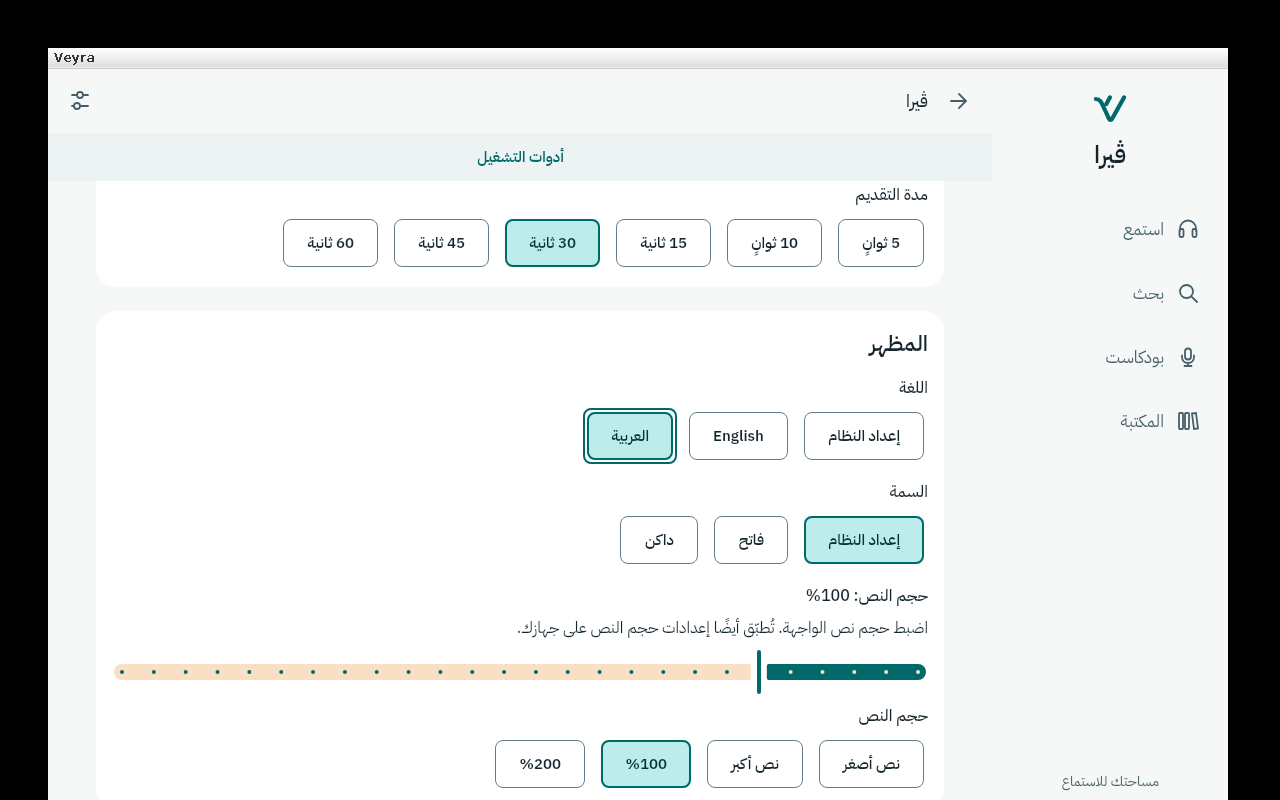 Veyra
ڤيرا
ڤيرا
استمع
بحث
بودكاست
المكتبة
مساحتك للاستماع
أدوات التشغيل
مدة التقديم
5 ثوانٍ
10 ثوانٍ
15 ثانية
30 ثانية
45 ثانية
60 ثانية
المظهر
اللغة
إعداد النظام
English
العربية
السمة
إعداد النظام
فاتح
داكن
حجم النص: 100%
اضبط حجم نص الواجهة. تُطبّق أيضًا إعدادات حجم النص على جهازك.
حجم النص
نص أصغر
نص أكبر
100%
200%